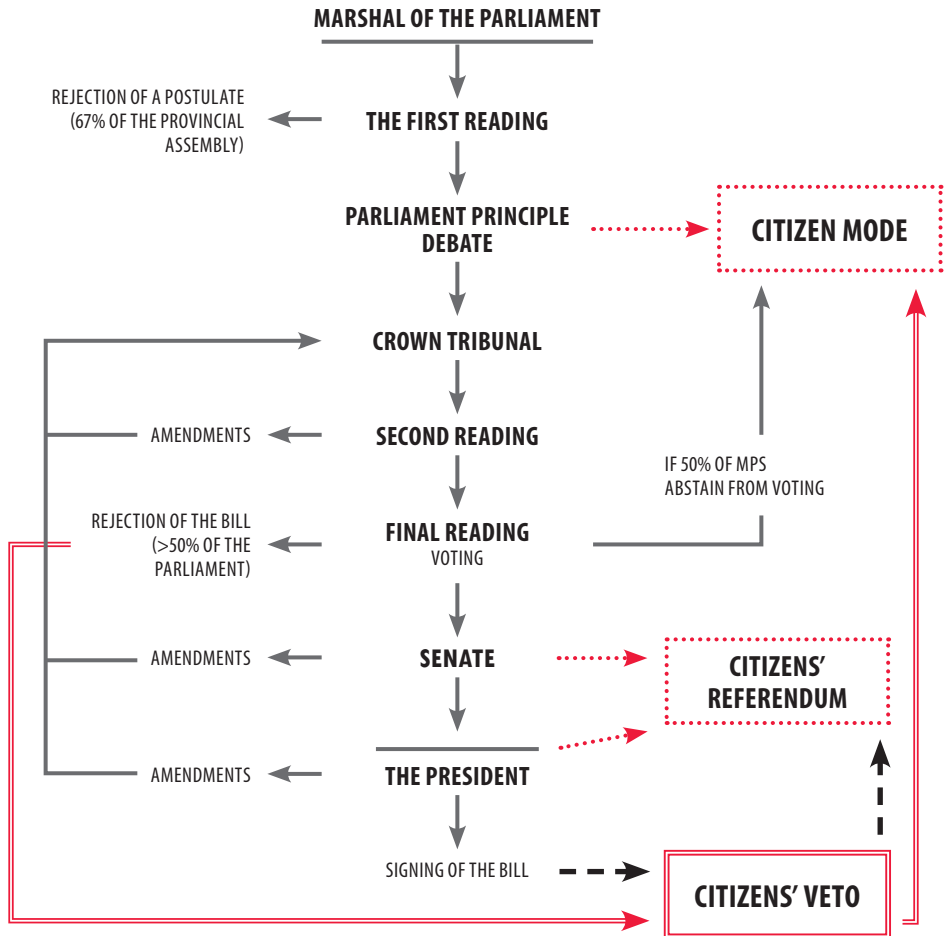 MARSHAL OF THE PARLIAMENT
REJECTION OF A POSTULATE
(67% OF THE PROVINCIAL
ASSEMBLY)
THE FIRST READING
PARLIAMENT PRINCIPLE
DEBATE
CITIZEN MODE
CROWN TRIBUNAL
AMENDMENTS
SECOND READING
IF 50% OF MPS
ABSTAIN FROM VOTING
REJECTION OF THE BILL
(>50% OF THE
PARLIAMENT)
FINAL READING
VOTING
AMENDMENTS
SENATE
CITIZENS'
REFERENDUM
AMENDMENTS
THE PRESIDENT
SIGNING OF THE BILL
CITIZENS' VETO